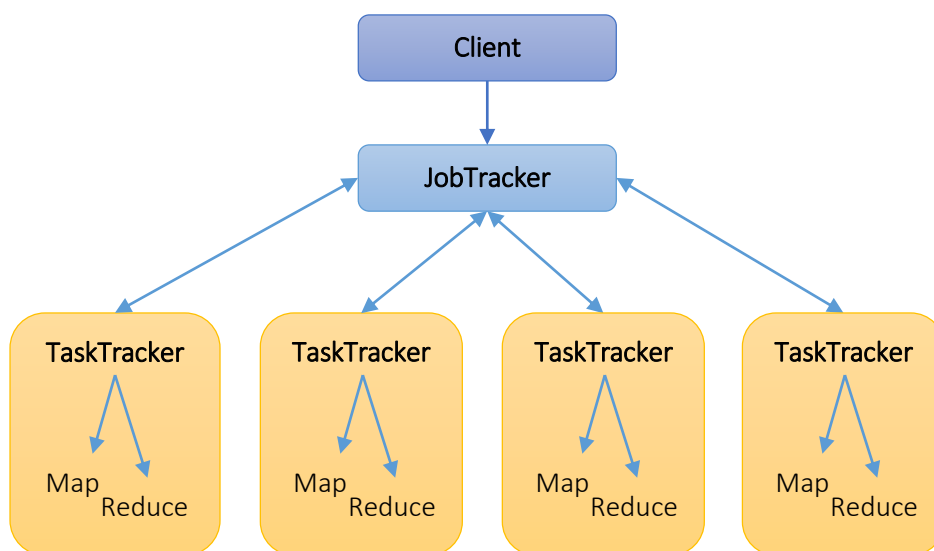 Client
JobTracker
TaskTracker
Map
Reduce
TaskTracker
Map
Reduce
TaskTracker
Map
Reduce
TaskTracker
Map
Reduce